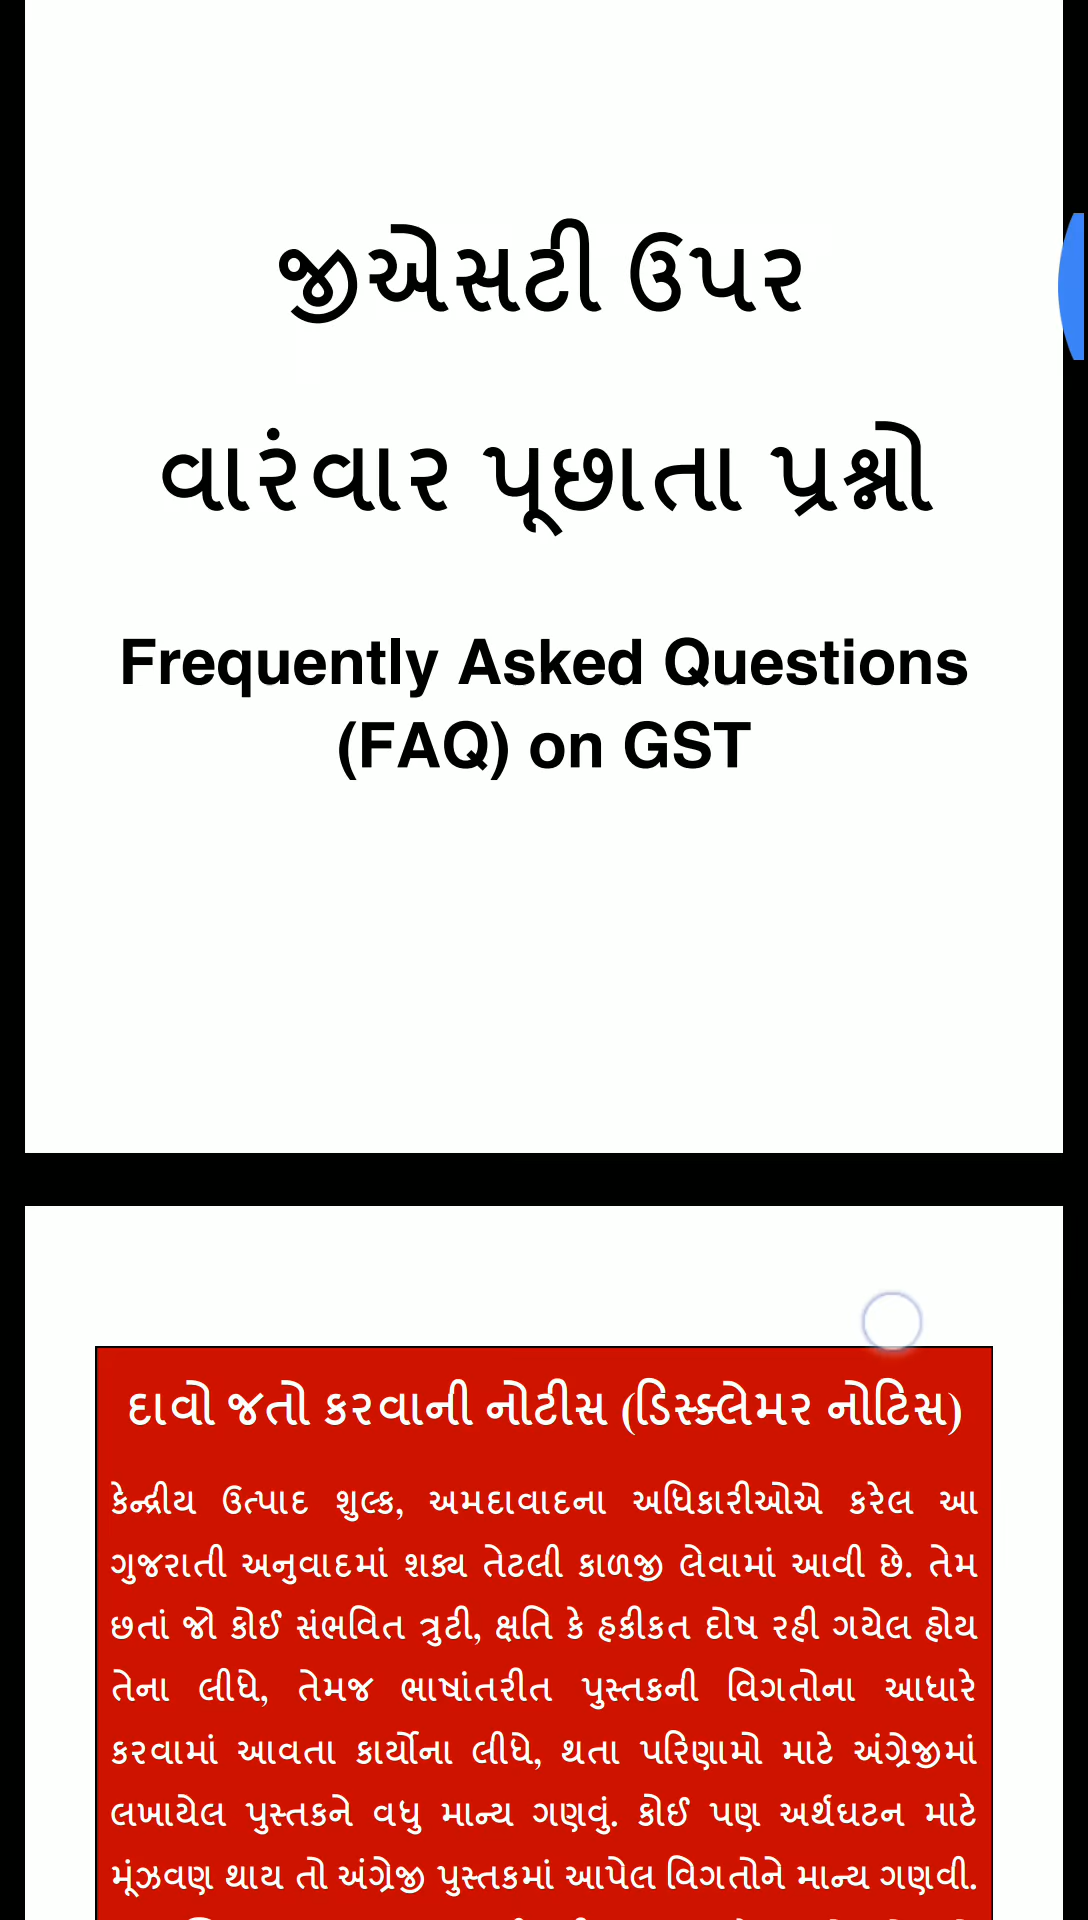 જીએસટી ઉપર
વારંવાર પૂછાતા પ્રશ્નો
Frequently Asked Questions
(FAQ) on GST
દાવો જતો કરવાની નોટીસ (ડિસ્ક્લેમર નોટિસ)
કેન્દ્રીય ઉત્પાદ શુલ્ક, અમદાવાદના અધિકારીઓએ કરેલ આ
ગુજરાતી અનુવાદમાં શક્ય તેટલી કાળજી લેવામાં આવી છે. તેમ
છતાં જો કોઈ સંભવિત ત્રુટી, ક્ષતિ કે હકીકત દોષ રહી ગયેલ હોય
તેના લીધે, તેમજ ભાષાંતરીત પુસ્તકની વિગતોના આધારે
કરવામાં આવતા કાર્યોના લીધે, થતા પરિણામો માટે અંગ્રેજીમાં
લખાયેલ પુસ્તકને વધુ માન્ય ગણવું. કોઈ પણ અર્થઘટન માટે
મૂંઝવણ થાય તો અંગ્રેજી પુસ્તકમાં આપેલ વિગતોને માન્ય ગણવી.